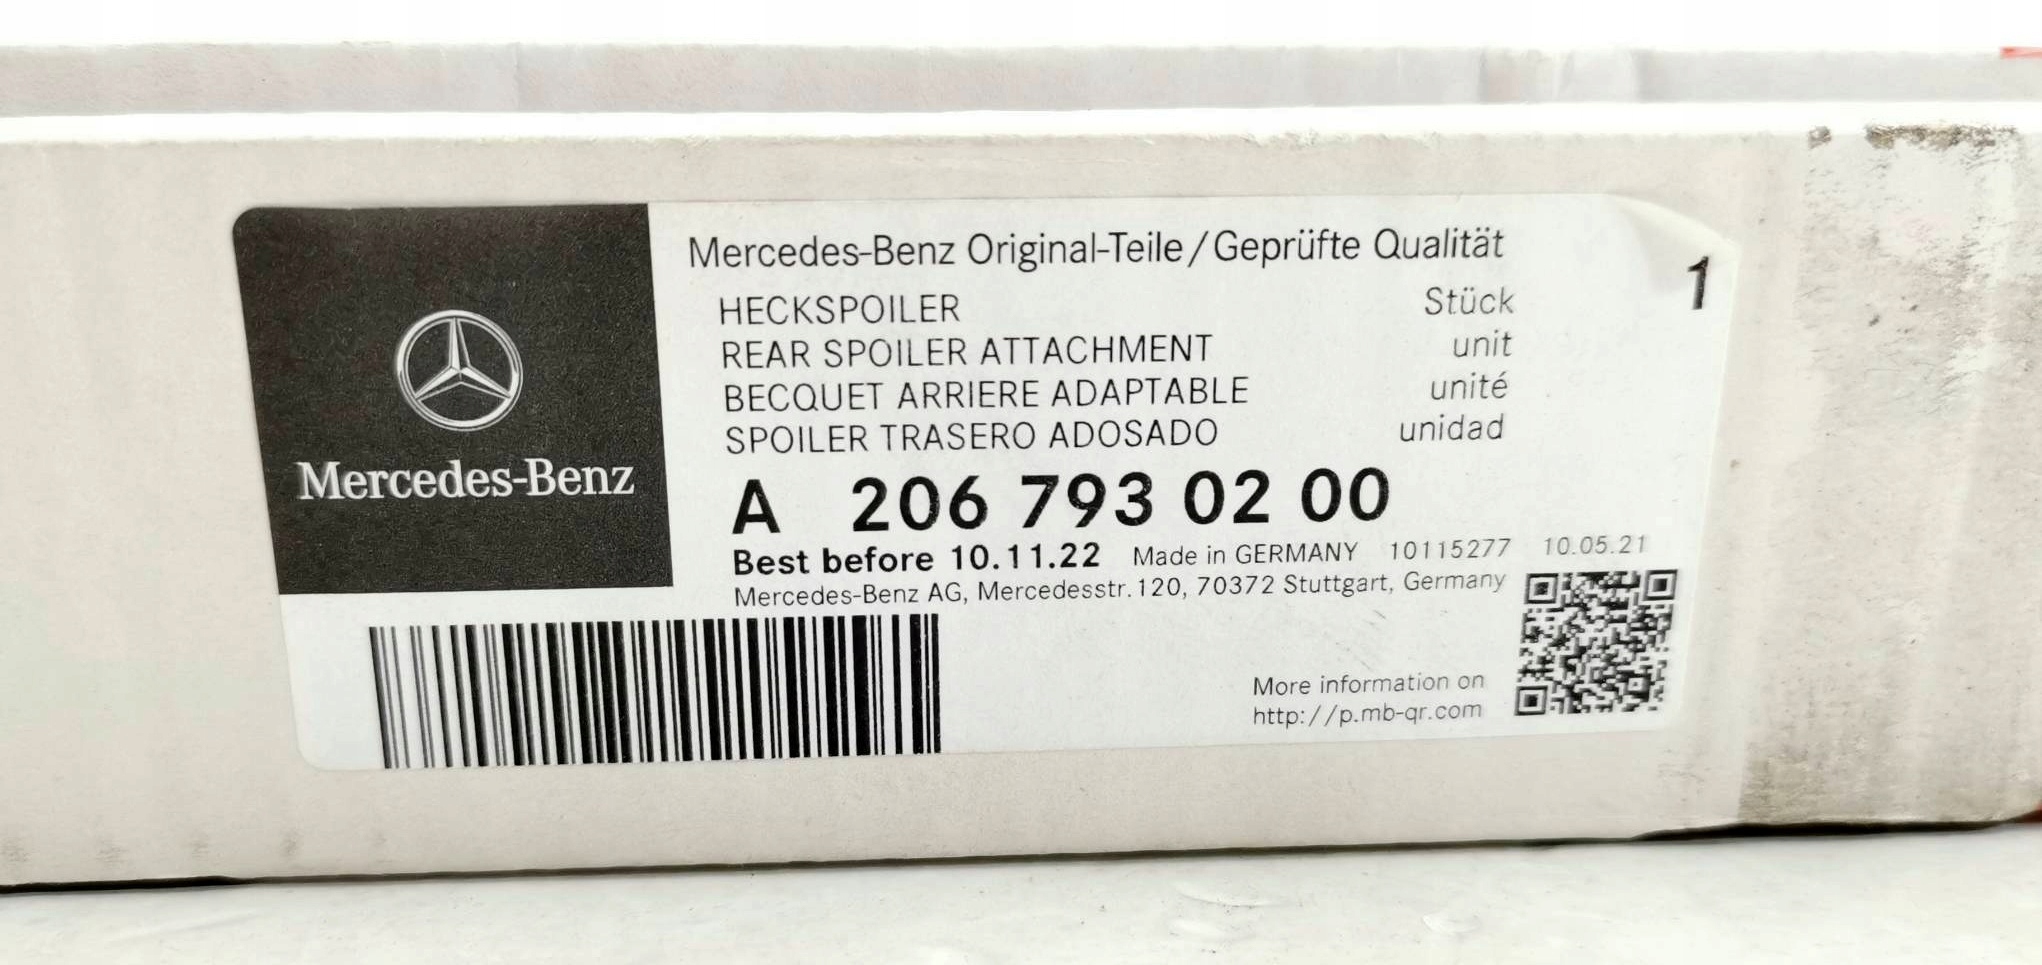 Mercedes-Benz
Mercedes-Benz Original-Teile/Geprüfte Qualität
HECKSPOILER Stück 1
REAR SPOILER ATTACHMENT unit
BECQUET ARRIERE ADAPTABLE unité
SPOILER TRASERO ADOSADO unidad
A 206 793 02 00
Best before 10.11.22 Made in GERMANY 10115277 10.05.21
Mercedes-Benz AG, Mercedesstr.120, 70372 Stuttgart, Germany
More information on
http://p.mb-qr.com